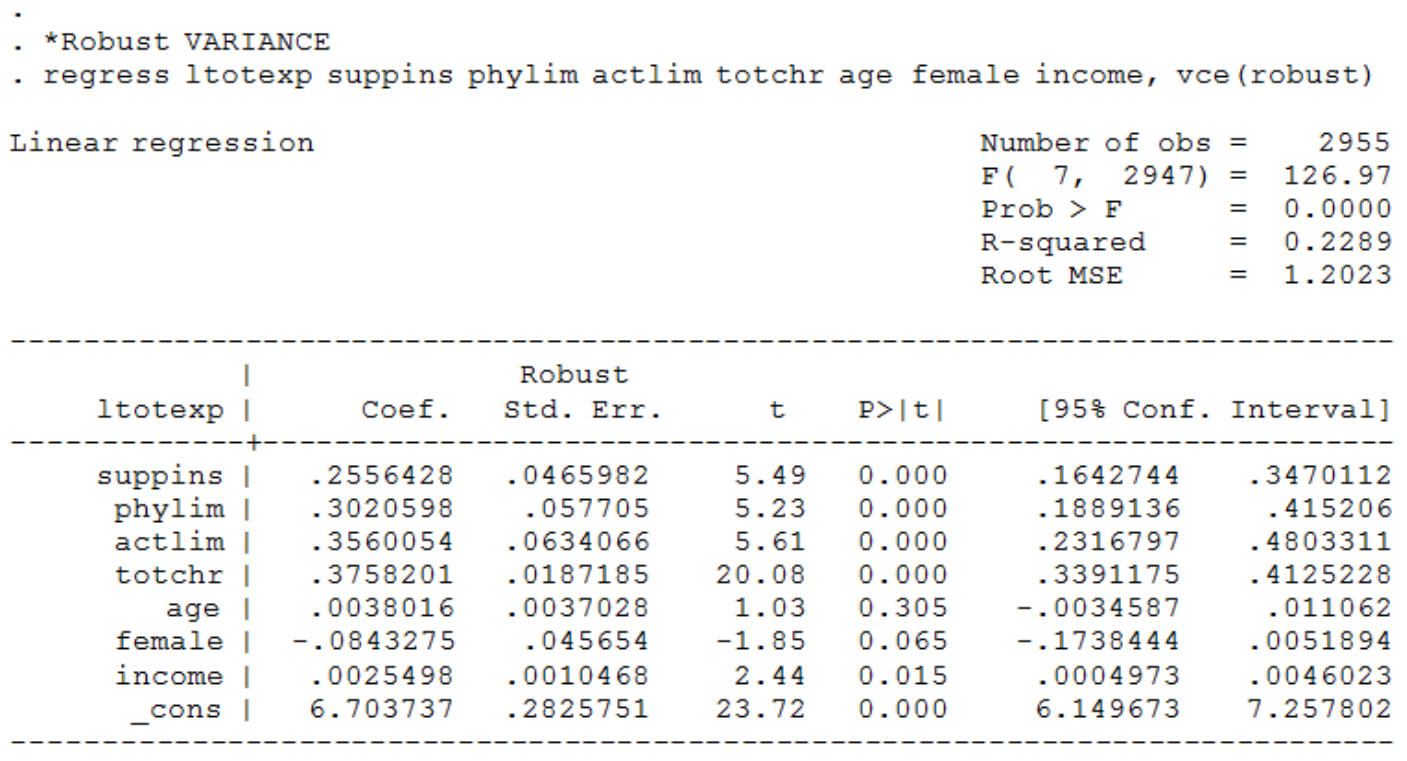 .
. *Robust VARIANCE
. regress ltotexp suppins phylim actlim totchr age female income, vce(robust)
Linear regression                               Number of obs =    2955
                                                F(  7,  2947) =  126.97
                                                Prob > F      =  0.0000
                                                R-squared     =  0.2289
                                                Root MSE      =  1.2023
------------------------------------------------------------------------------
             |               Robust
     ltotexp |      Coef.   Std. Err.      t    P>|t|     [95% Conf. Interval]
-------------+----------------------------------------------------------------
     suppins |   .2556428   .0465982     5.49   0.000     .1642744    .3470112
      phylim |   .3020598    .057705     5.23   0.000     .1889136     .415206
      actlim |   .3560054   .0634066     5.61   0.000     .2316797    .4803311
      totchr |   .3758201   .0187185    20.08   0.000     .3391175    .4125228
         age |   .0038016   .0037028     1.03   0.305    -.0034587     .011062
      female |  -.0843275    .045654    -1.85   0.065    -.1738444    .0051894
      income |   .0025498   .0010468     2.44   0.015     .0004973    .0046023
       _cons |   6.703737   .2825751    23.72   0.000     6.149673    7.257802
------------------------------------------------------------------------------